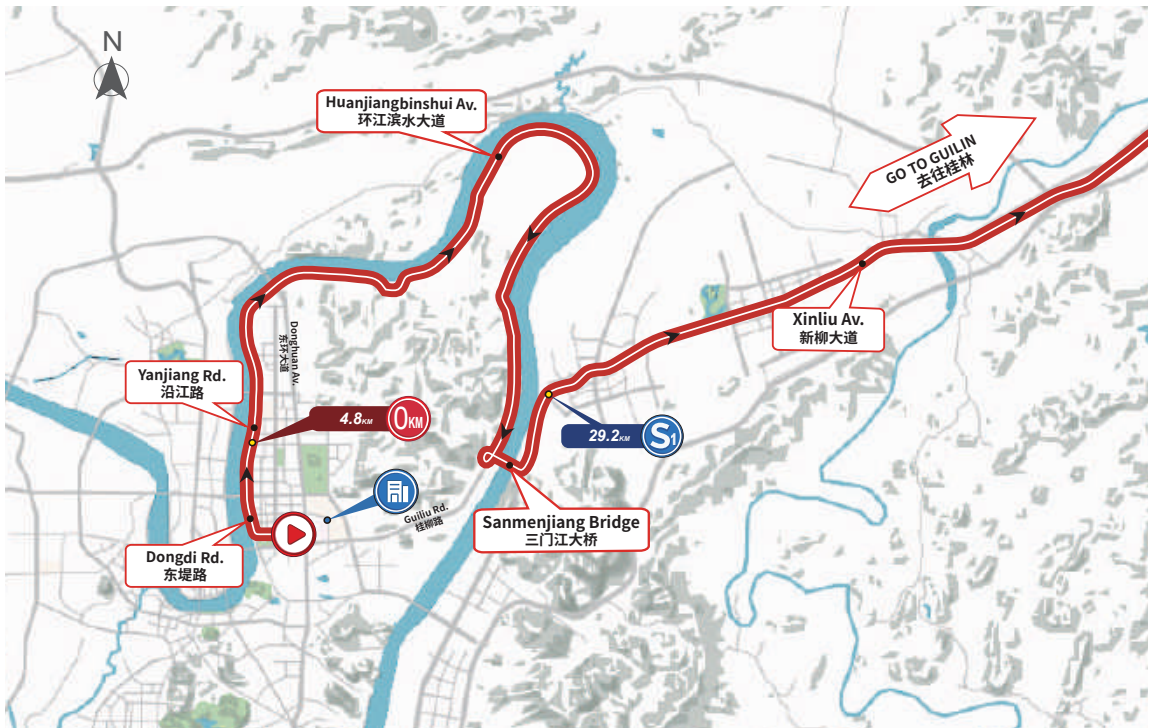 N
Huanjiangbinshui Av.
环江滨水大道
GO TO GUILIN
去往桂林
Donghuan Av.
东环大道
Xinliu Av.
新柳大道
Yanjiang Rd.
沿江路
4.8KM
0KM
29.2KM
S1
Guiliu Rd.
桂柳路
Sanmenjiang Bridge
三门江大桥
Dongdi Rd.
东堤路